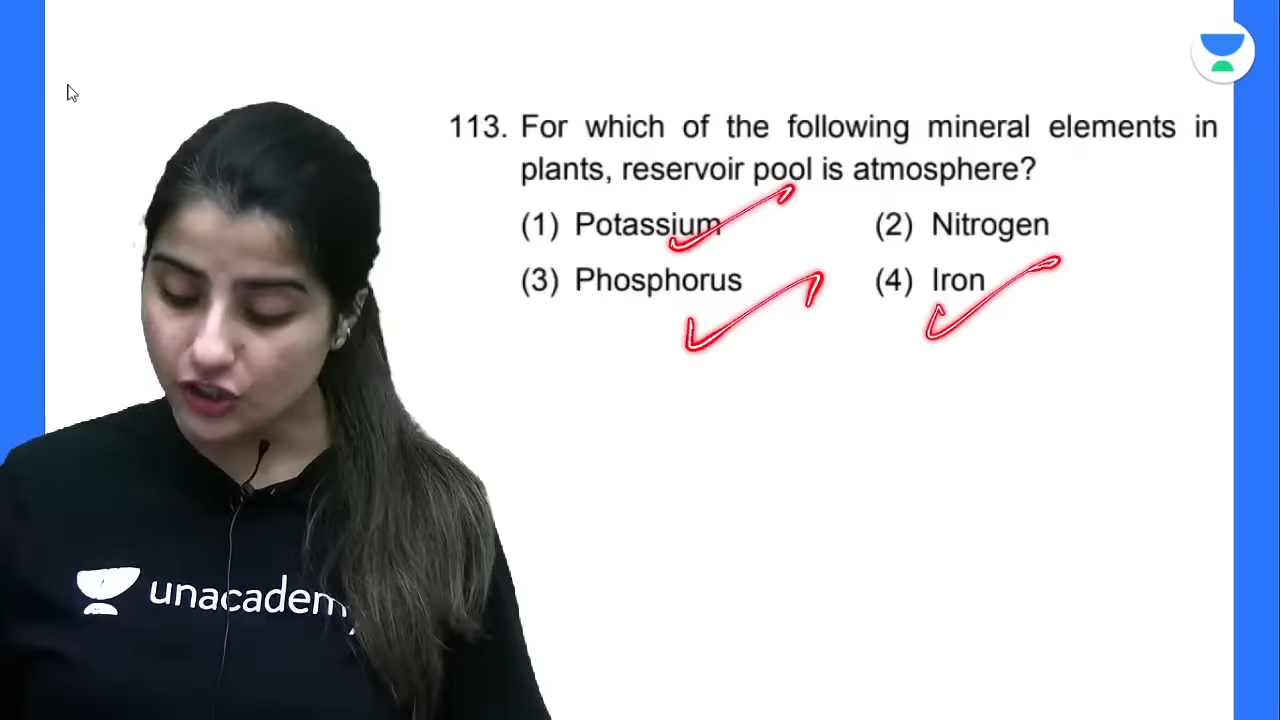 113. For which of the following mineral elements in
plants, reservoir pool is atmosphere?
(1) Potassium (2) Nitrogen
(3) Phosphorus (4) Iron
unacademy